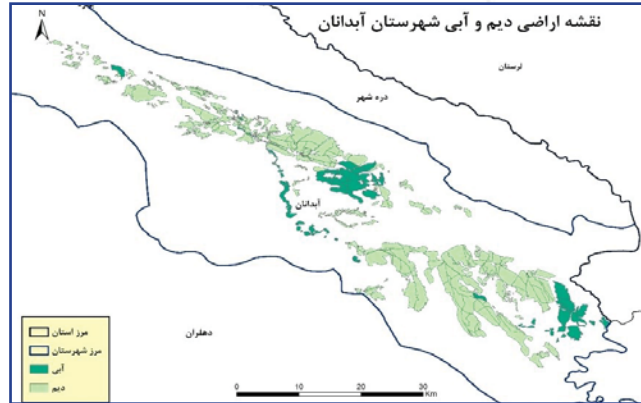 نقشه اراضی دیم و آبی شهرستان آبدانان
N
لرستان
دره شهر
آبدانان
دهلران
مرز استان
مرز شهرستان
آبی
دیم
0 10 20 30
Km